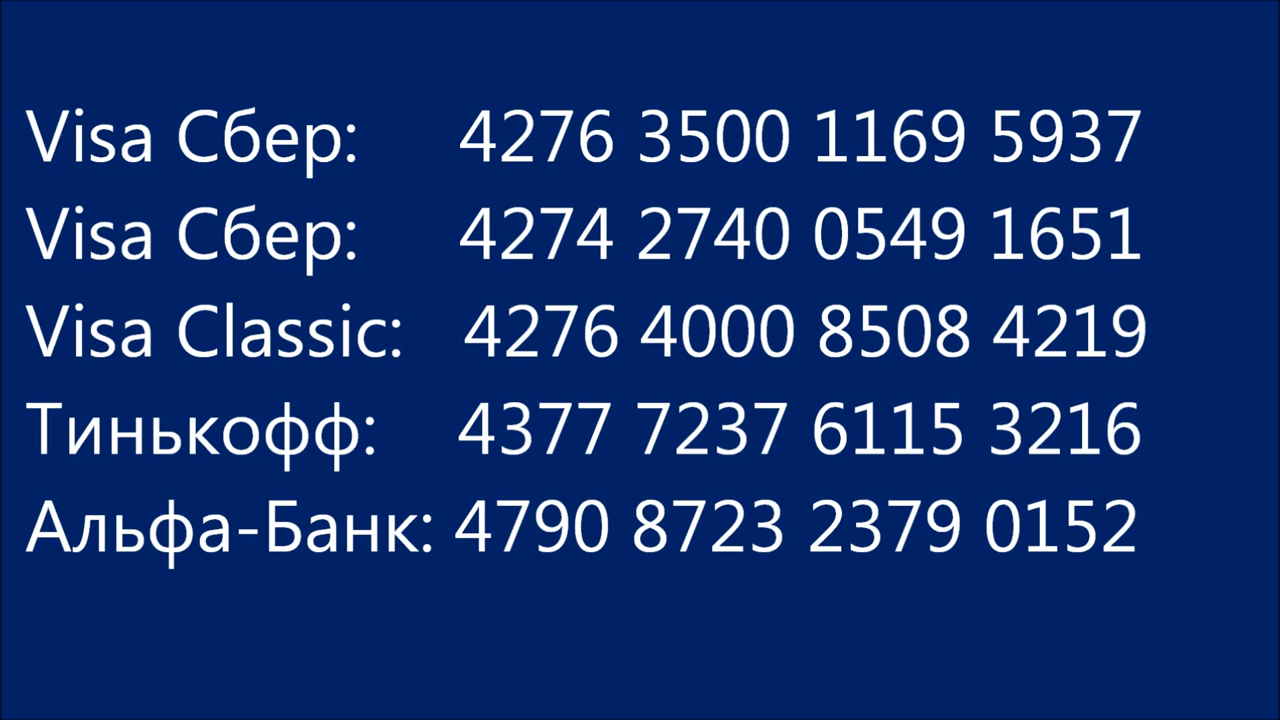 Visa Сбер: 4276 3500 1169 5937
Visa Сбер: 4274 2740 0549 1651
Visa Classic: 4276 4000 8508 4219
Тинькофф: 4377 7237 6115 3216
Альфа-Банк: 4790 8723 2379 0152